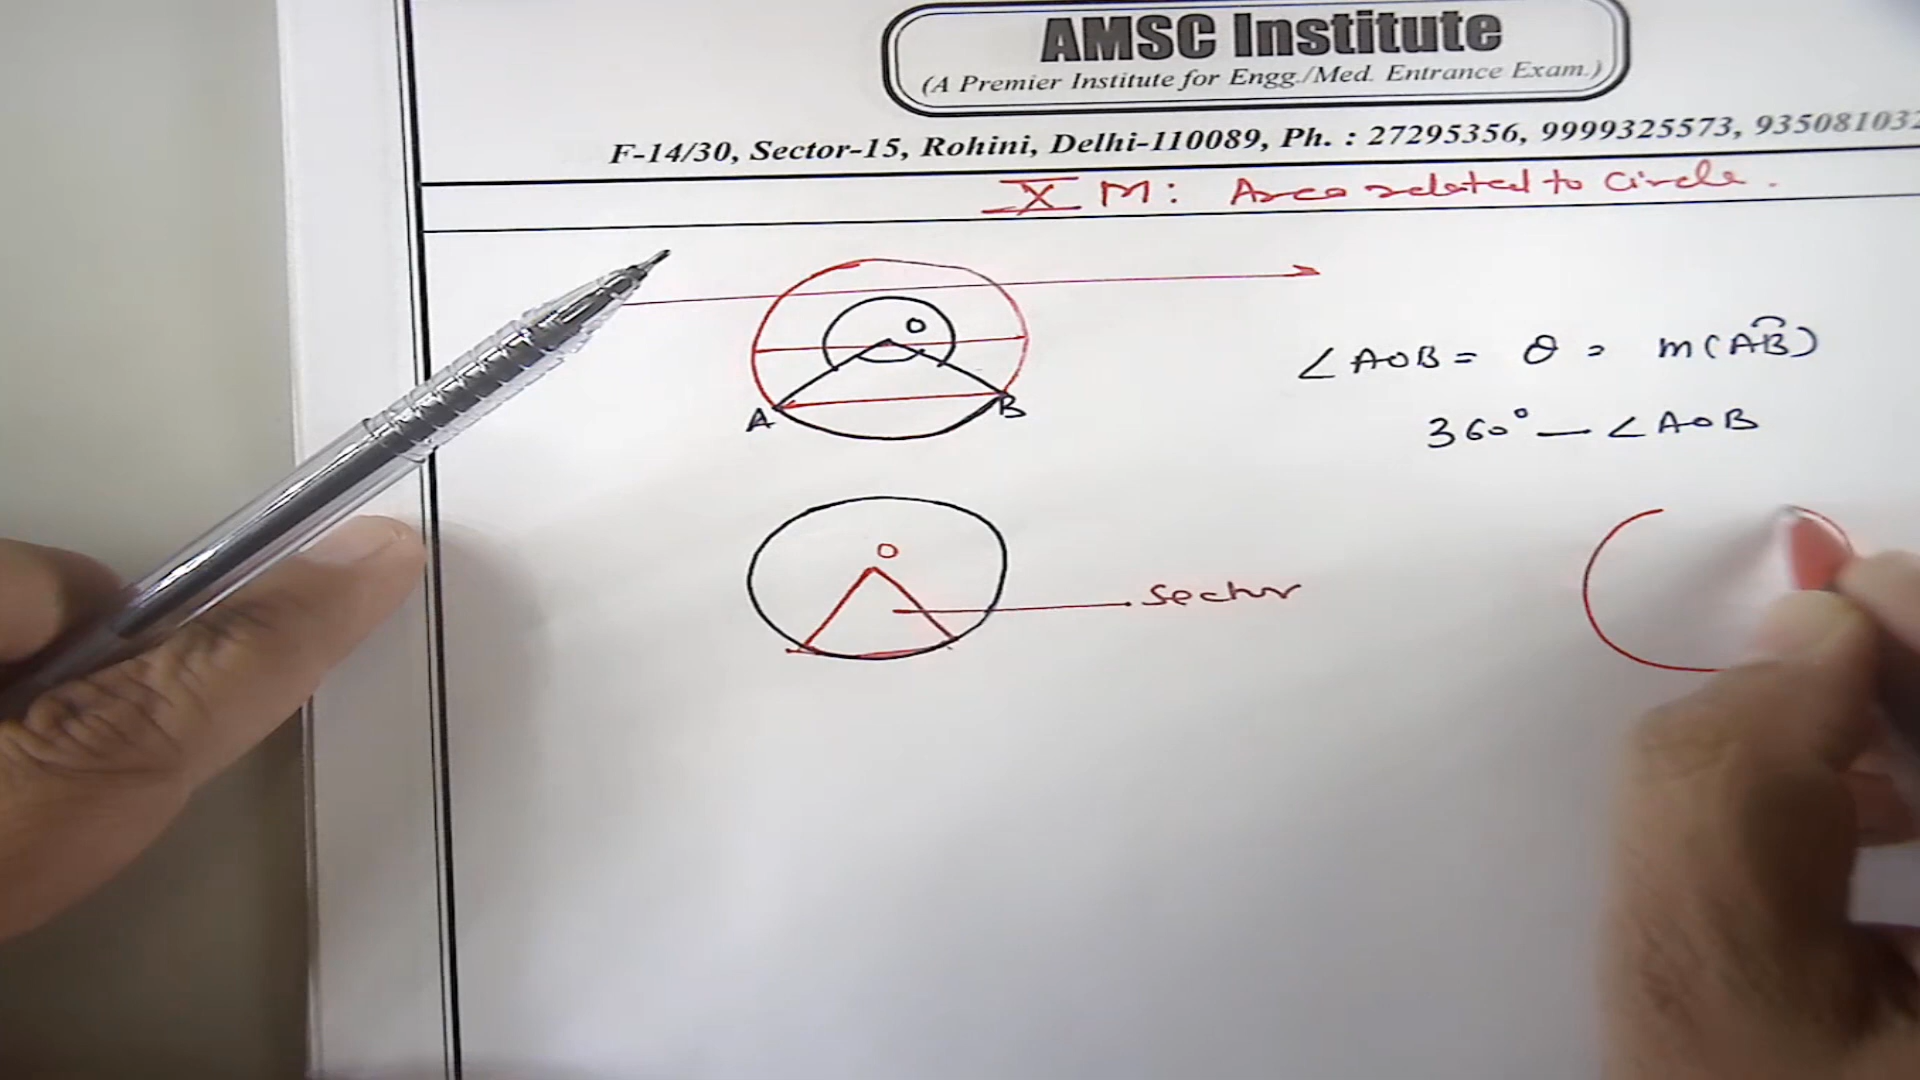 AMSC Institute
(A Premier Institute for Engg./Med. Entrance Exam.)
F-14/30, Sector-15, Rohini, Delhi-110089, Ph. : 27295356, 9999325573, 935081032
X M: Area related to Circle.
O
A
B
∠AOB = θ = m(A͡B)
360° — ∠AOB
O
Sector